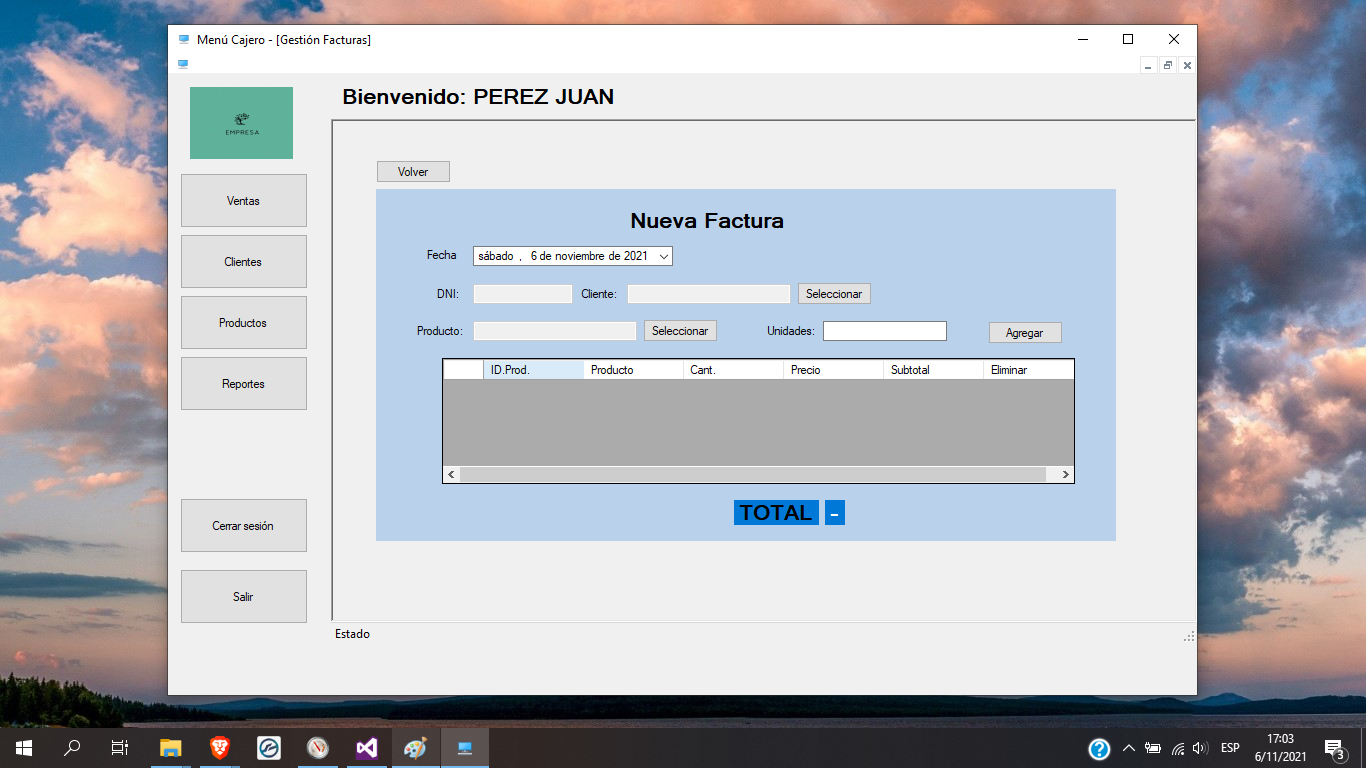 Menú Cajero - [Gestión Facturas]
EMPRESA
Bienvenido: PEREZ JUAN
Ventas
Clientes
Productos
Reportes
Cerrar sesión
Salir
Volver
Nueva Factura
Fecha sábado , 6 de noviembre de 2021
DNI: Cliente: Seleccionar
Producto: Seleccionar Unidades: Agregar
ID.Prod. Producto Cant. Precio Subtotal Eliminar
TOTAL -
Estado
ESP
17:03
6/11/2021
3